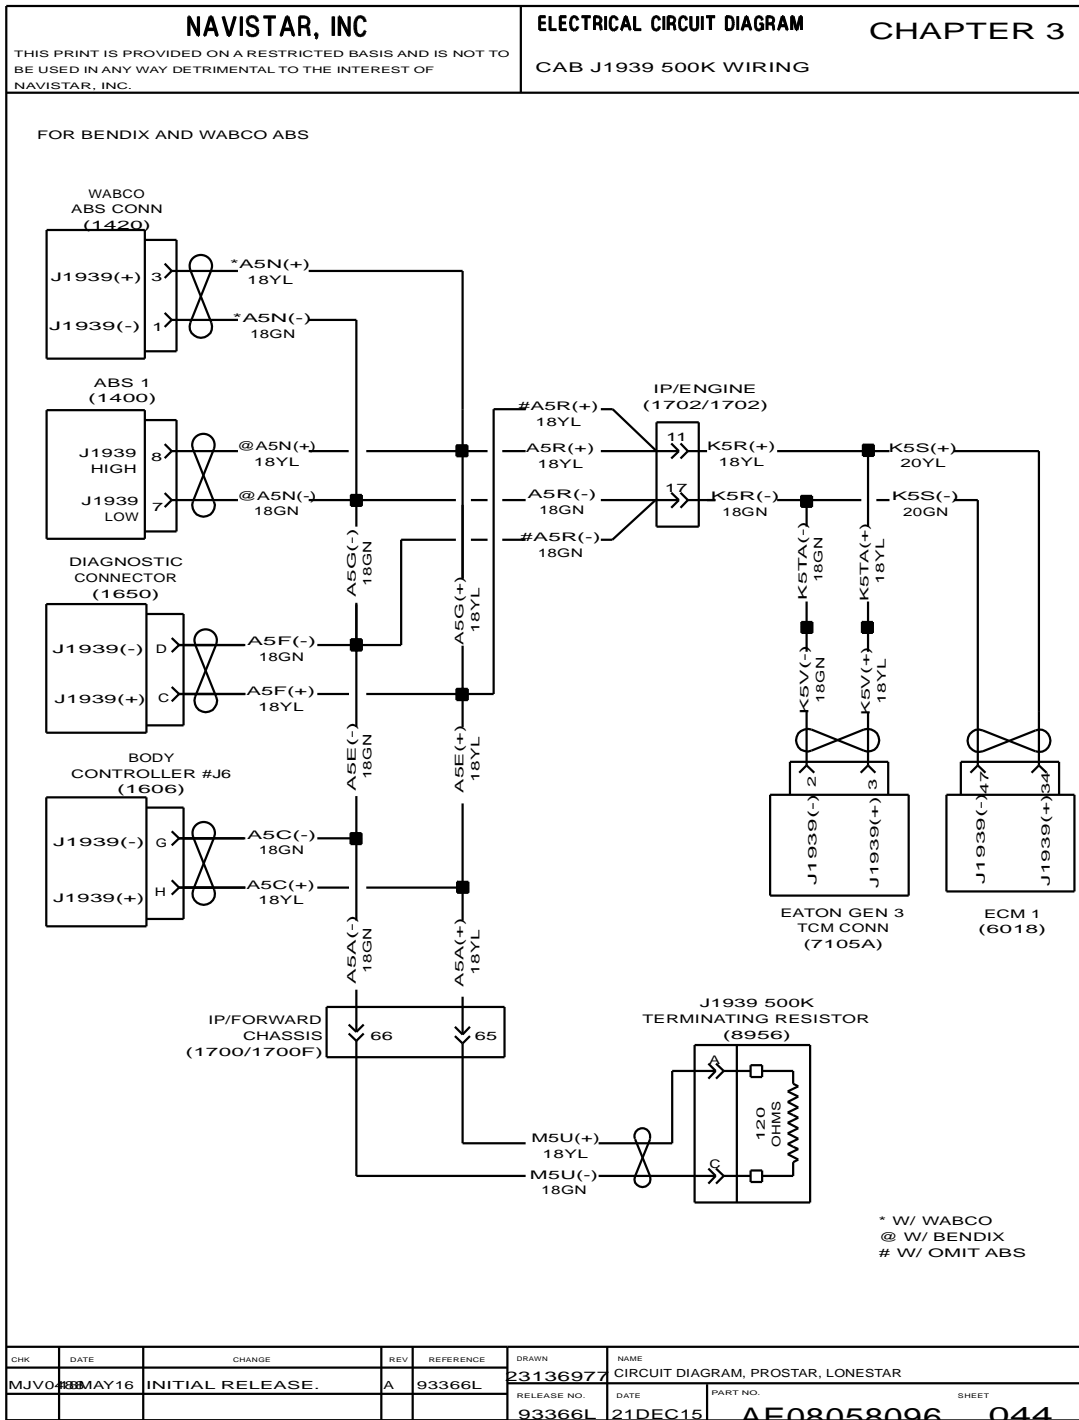 NAVISTAR, INC
THIS PRINT IS PROVIDED ON A RESTRICTED BASIS AND IS NOT TO
BE USED IN ANY WAY DETRIMENTAL TO THE INTEREST OF
NAVISTAR, INC.
ELECTRICAL CIRCUIT DIAGRAM
CHAPTER 3
CAB J1939 500K WIRING
FOR BENDIX AND WABCO ABS
WABCO
ABS CONN
(1420)
J1939(+) 3
*A5N(+)
18YL
J1939(-) 1
*A5N(-)
18GN
ABS 1
(1400)
J1939
HIGH
8
@A5N(+)
18YL
J1939
LOW
7
@A5N(-)
18GN
#A5R(+)
18YL
A5R(+)
18YL
A5R(-)
18GN
#A5R(-)
18GN
IP/ENGINE
(1702/1702)
11
17
K5R(+)
18YL
K5R(-)
18GN
K5S(+)
20YL
K5S(-)
20GN
A5G(-)
18GN
A5G(+)
18YL
K5TA(-)
18GN
K5TA(+)
18YL
DIAGNOSTIC
CONNECTOR
(1650)
J1939(-) D
A5F(-)
18GN
J1939(+) C
A5F(+)
18YL
K5V(-)
18GN
K5V(+)
18YL
A5E(-)
18GN
A5E(+)
18YL
BODY
CONTROLLER #J6
(1606)
J1939(-) G
A5C(-)
18GN
J1939(+)
H
A5C(+)
18YL
J1939(-) 2
J1939(+) 3
J1939(-) 47
J1939(+) 34
EATON GEN 3
TCM CONN
(7105A)
ECM 1
(6018)
A5A(-)
18GN
A5A(+)
18YL
IP/FORWARD
CHASSIS
(1700/1700F)
66
65
J1939 500K
TERMINATING RESISTOR
(8956)
A
120
OHMS
C
M5U(+)
18YL
M5U(-)
18GN
* W/ WABCO
@ W/ BENDIX
# W/ OMIT ABS
CHK DATE CHANGE REV REFERENCE
MJV04 MAY16 INITIAL RELEASE. A 93366L
DRAWN
23136977
NAME
CIRCUIT DIAGRAM, PROSTAR, LONESTAR
RELEASE NO.
93366L
DATE
21DEC15
PART NO.
AE08058096
SHEET
044